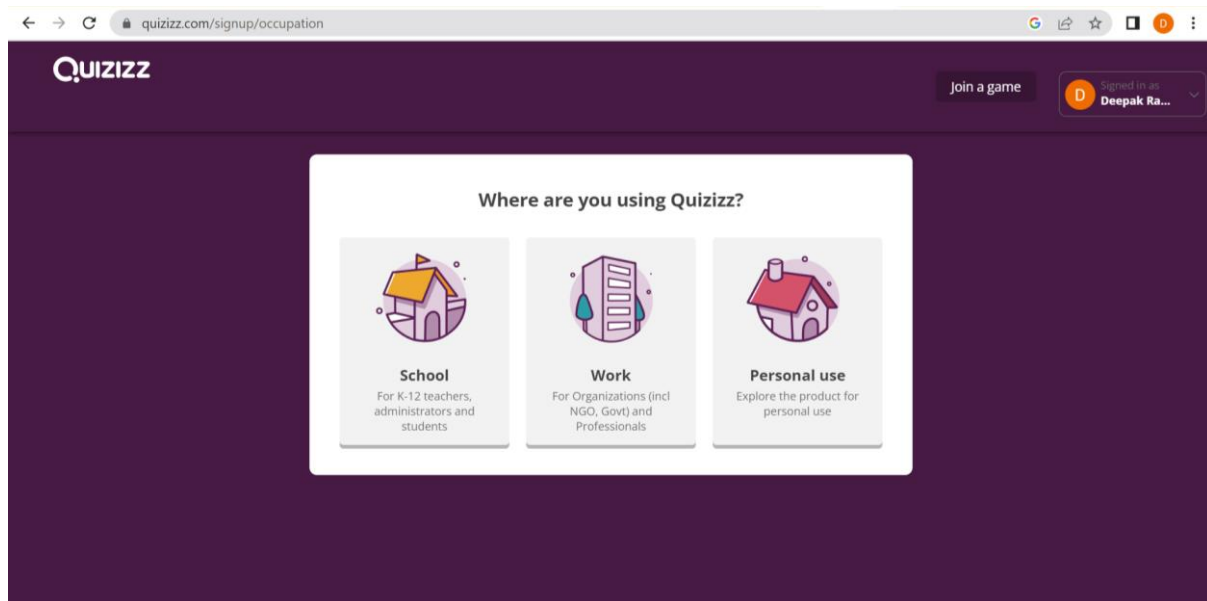 quizizz.com/signup/occupation
G
D
QUIZIZZ
Join a game
D
Signed in as
Deepak Ra...
Where are you using Quizizz?
School
For K-12 teachers,
administrators and
students
Work
For Organizations (incl
NGO, Govt) and
Professionals
Personal use
Explore the product for
personal use